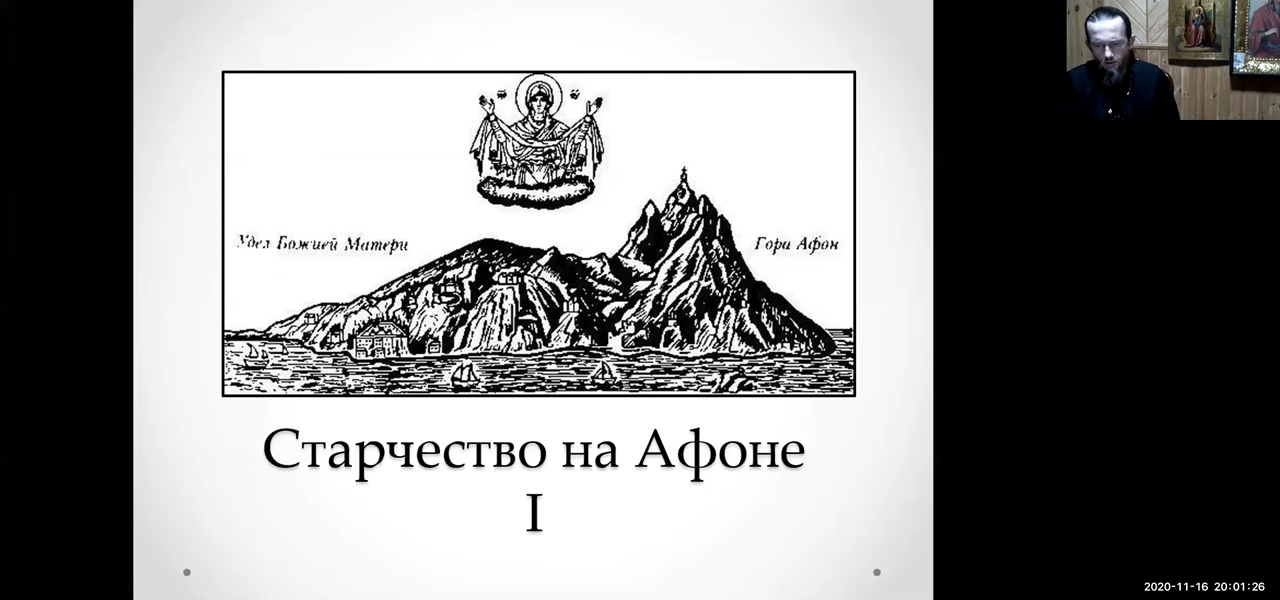 Удел Божией Матери
Гора Афон
Старчество на Афоне
I
2020-11-16 20:01:26